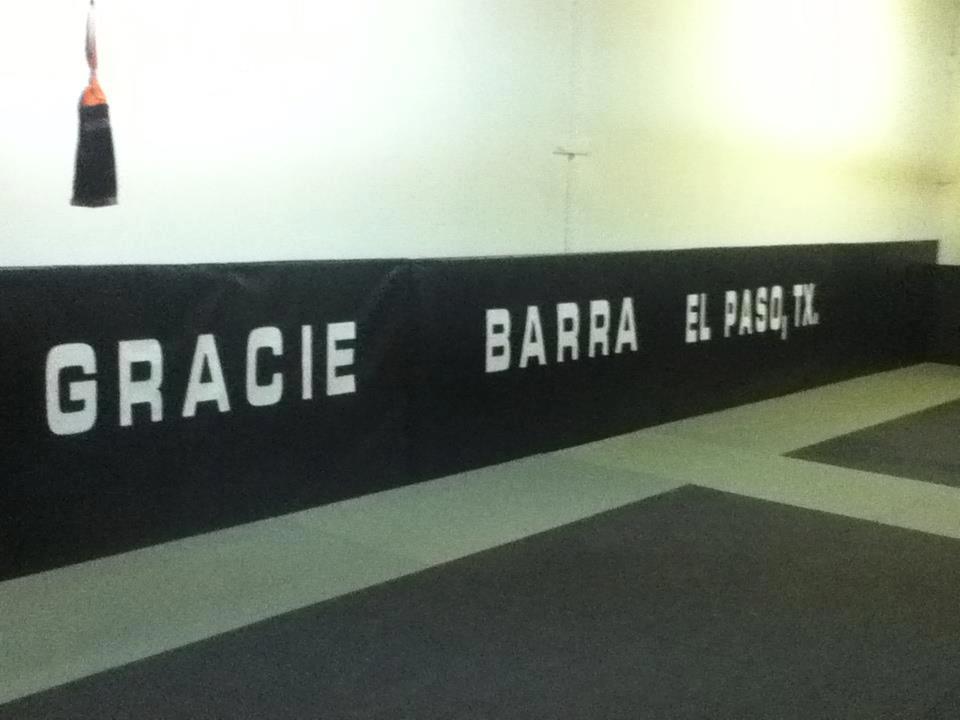 GRACIE BARRA EL PASO, TX.